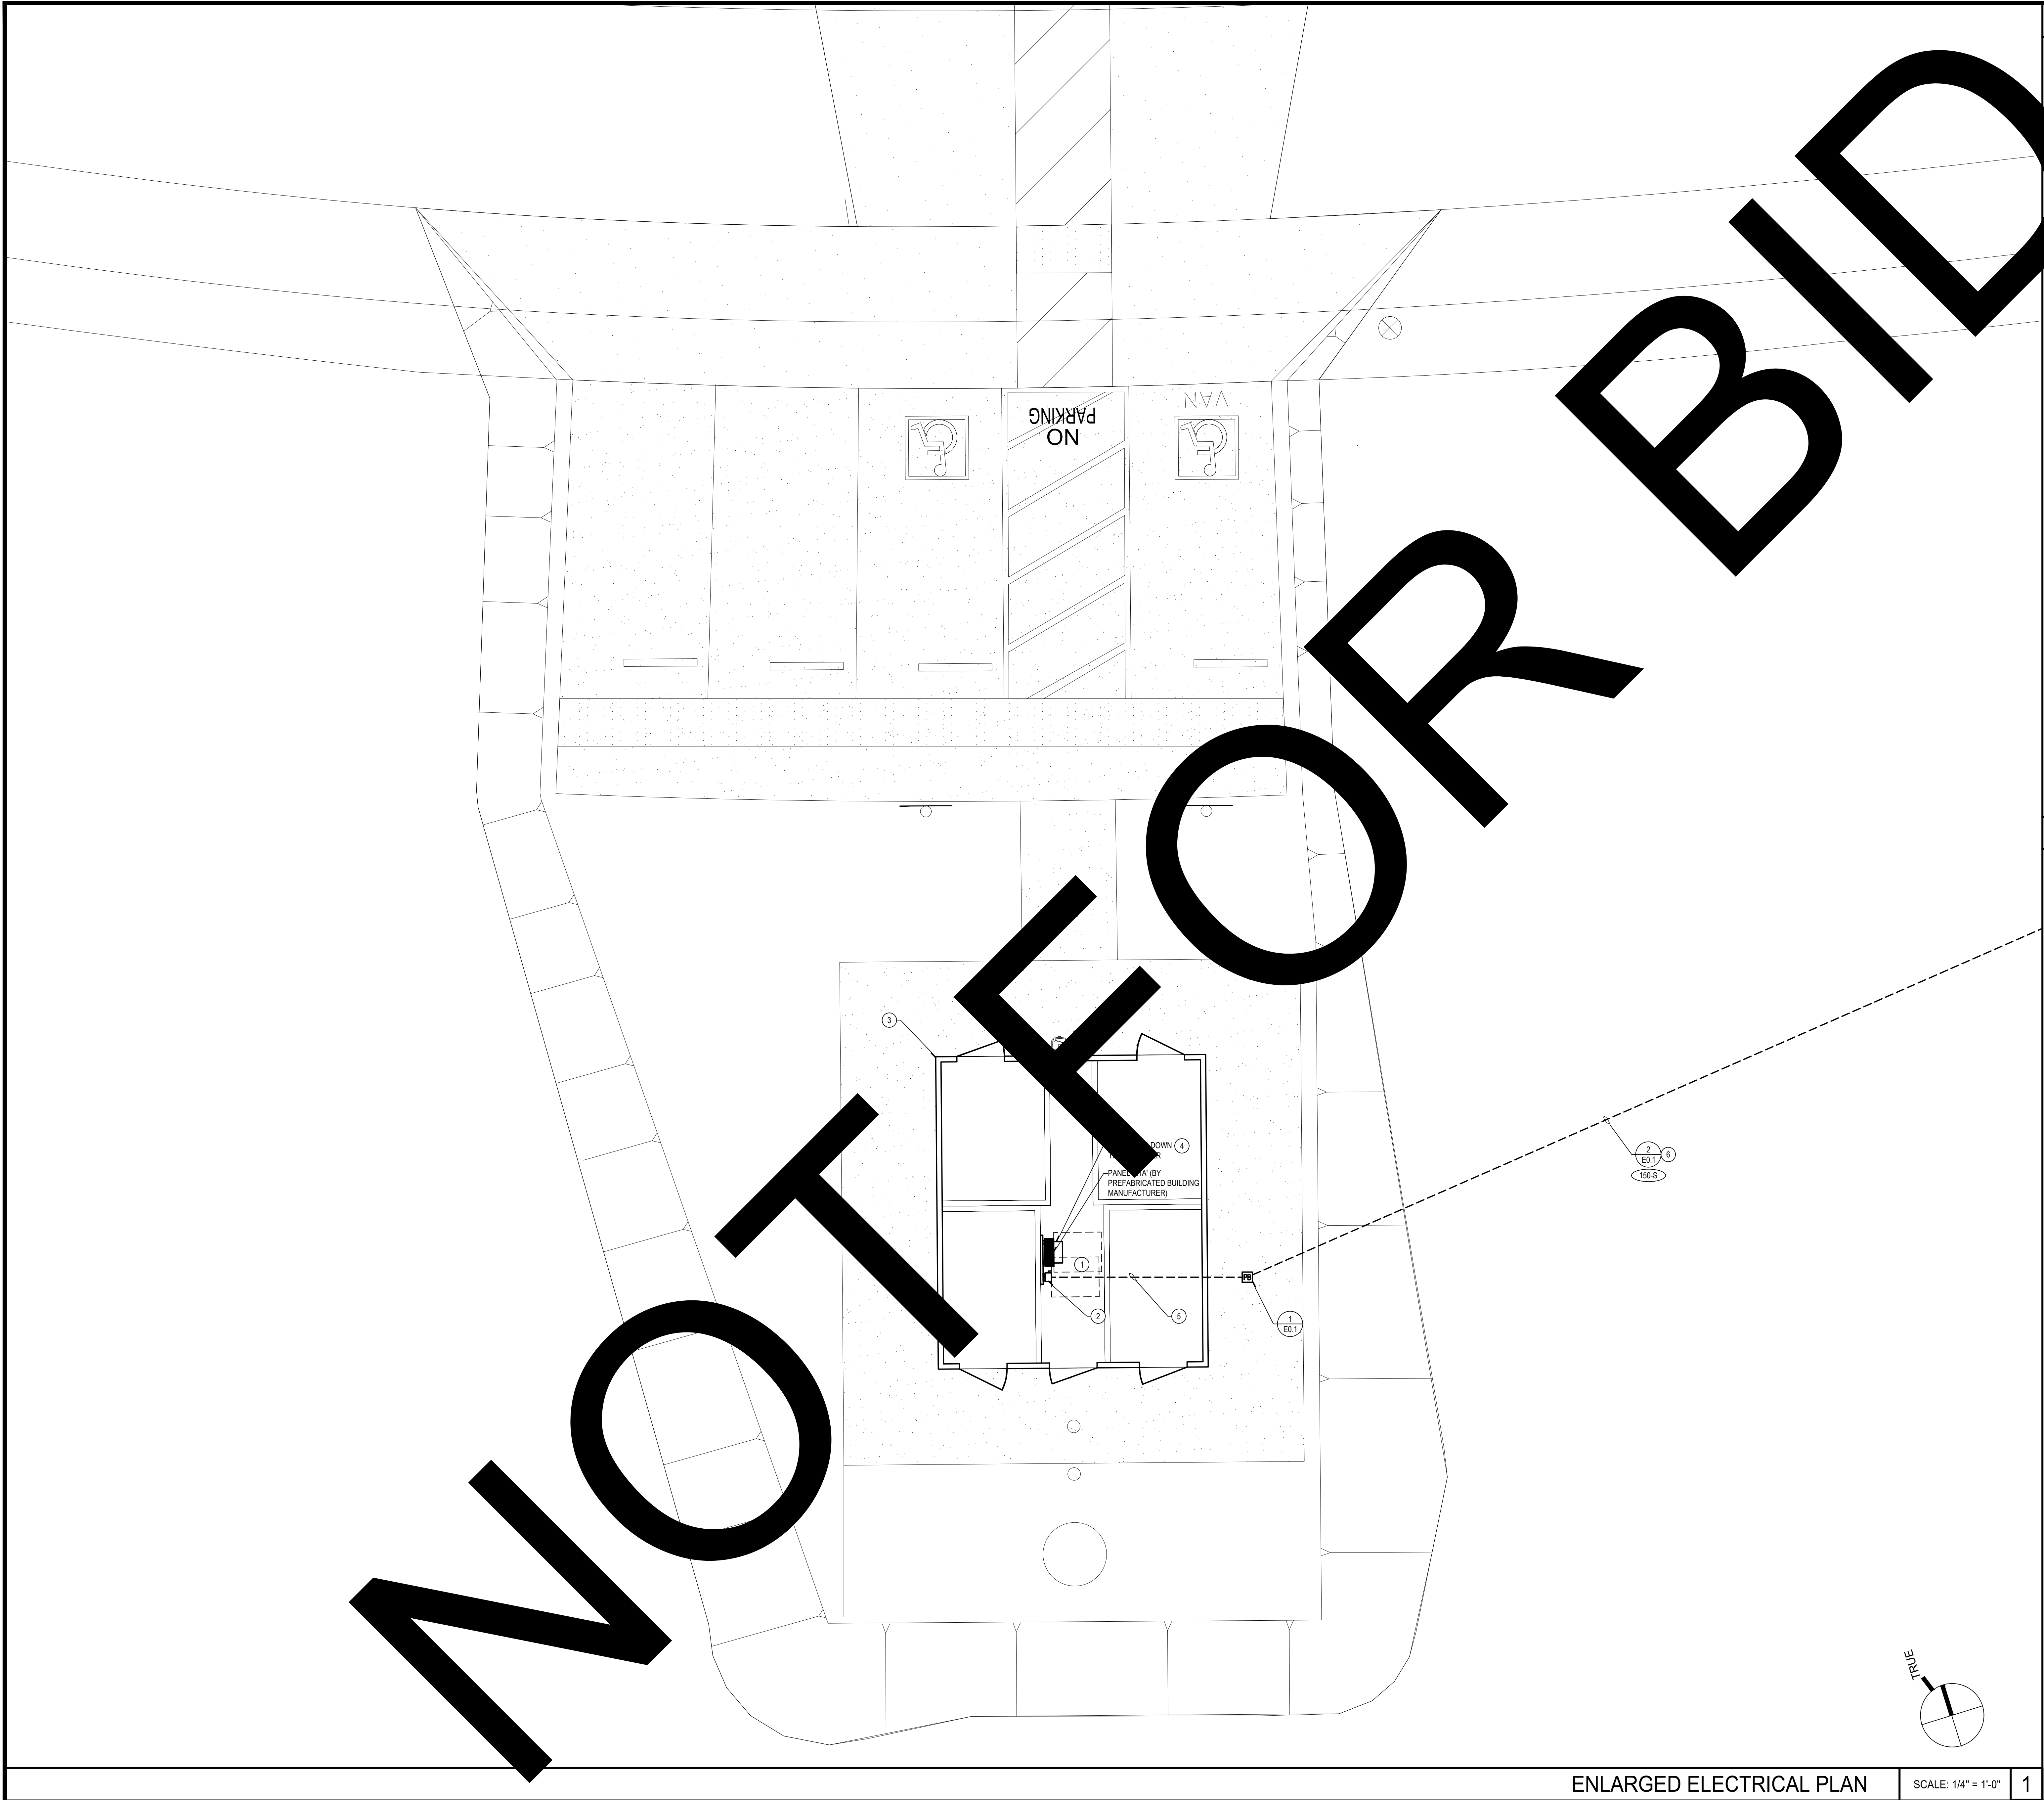 NOT FOR BID
VAN
NO
PARKING
3
DOWN
4
PANEL
TA' (BY
PREFABRICATED BUILDING
MANUFACTURER)
1
2
5
PB
1
E0.1
2
E0.1
6
150-S
TRUE
ENLARGED ELECTRICAL PLAN
SCALE: 1/4" = 1'-0"
1